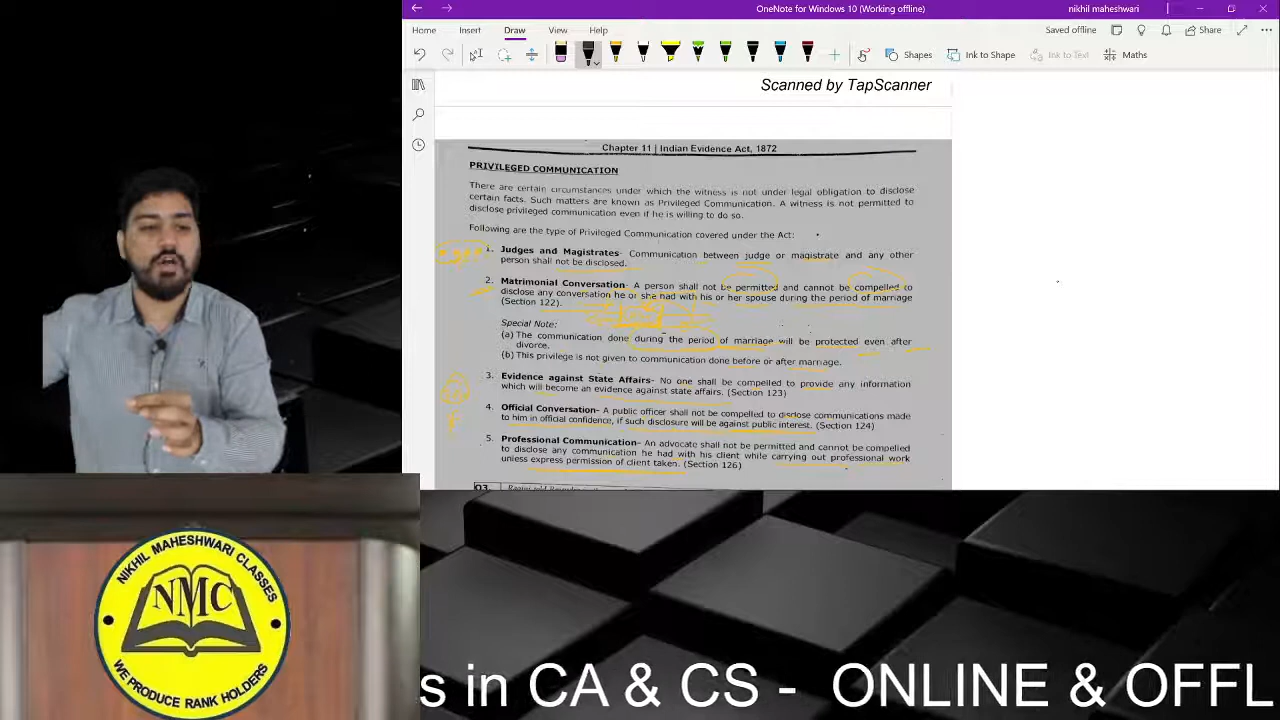 OneNote for Windows 10 (Working offline)
nikhil maheshwari
Home Insert Draw View Help
Saved offline
Share
Shapes
Ink to Shape
Ink to Text
Maths
Scanned by TapScanner
Chapter 11 | Indian Evidence Act, 1872
PRIVILEGED COMMUNICATION
There are certain circumstances under which the witness is not under legal obligation to disclose
certain facts. Such matters are known as Privileged Communication. A witness is not permitted to
disclose privileged communication even if he is willing to do so.
Following are the type of Privileged Communication covered under the Act:
1. Judges and Magistrates- Communication between judge or magistrate and any other
person shall not be disclosed.
2. Matrimonial Conversation- A person shall not be permitted and cannot be compelled to
disclose any conversation he or she had with his or her spouse during the period of marriage
(Section 122).
Special Note:
(a) The communication done during the period of marriage will be protected even after
divorce.
(b) This privilege is not given to communication done before or after marriage.
3. Evidence against State Affairs- No one shall be compelled to provide any information
which will become an evidence against state affairs. (Section 123)
4. Official Conversation- A public officer shall not be compelled to disclose communications made
to him in official confidence, if such disclosure will be against public interest. (Section 124)
5. Professional Communication- An advocate shall not be permitted and cannot be compelled
to disclose any communication he had with his client while carrying out professional work
unless express permission of client taken. (Section 126)
Q3.
NIKHIL MAHESHWARI CLASSES
NMC
WE PRODUCE RANK HOLDERS
s in CA & CS - ONLINE & OFFL